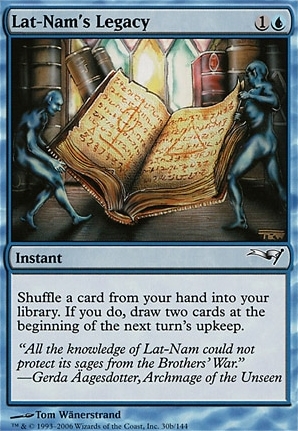 Lat-Nam's Legacy 1
Instant
Shuffle a card from your hand into your
library. If you do, draw two cards at the
beginning of the next turn's upkeep.
"All the knowledge of Lat-Nam could not
protect its sages from the Brothers' War."
—Gerda Äagesdotter, Archmage of the Unseen
Tom Wänerstrand
™ & © 1993–2006 Wizards of the Coast, Inc. 30b/144